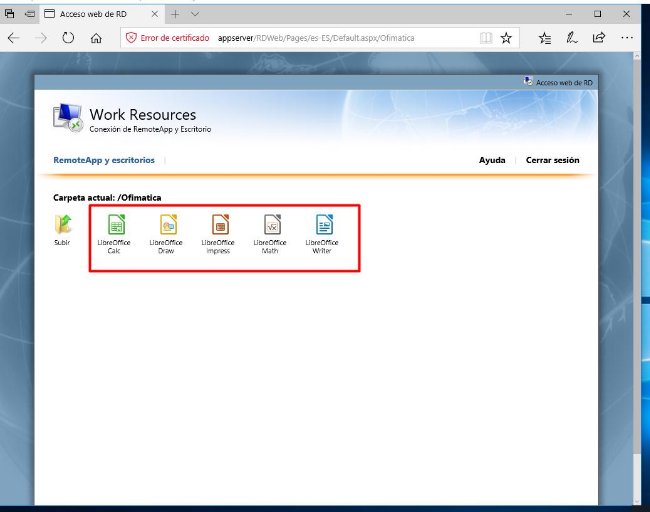 Acceso web de RD
Error de certificado appserver/RDWeb/Pages/es-ES/Default.aspx/Ofimatica
Acceso web de RD
Work Resources
Conexión de RemoteApp y Escritorio
RemoteApp y escritorios
Ayuda
Cerrar sesión
Carpeta actual: /Ofimatica
Subir
LibreOffice
Calc
LibreOffice
Draw
LibreOffice
Impress
LibreOffice
Math
LibreOffice
Writer